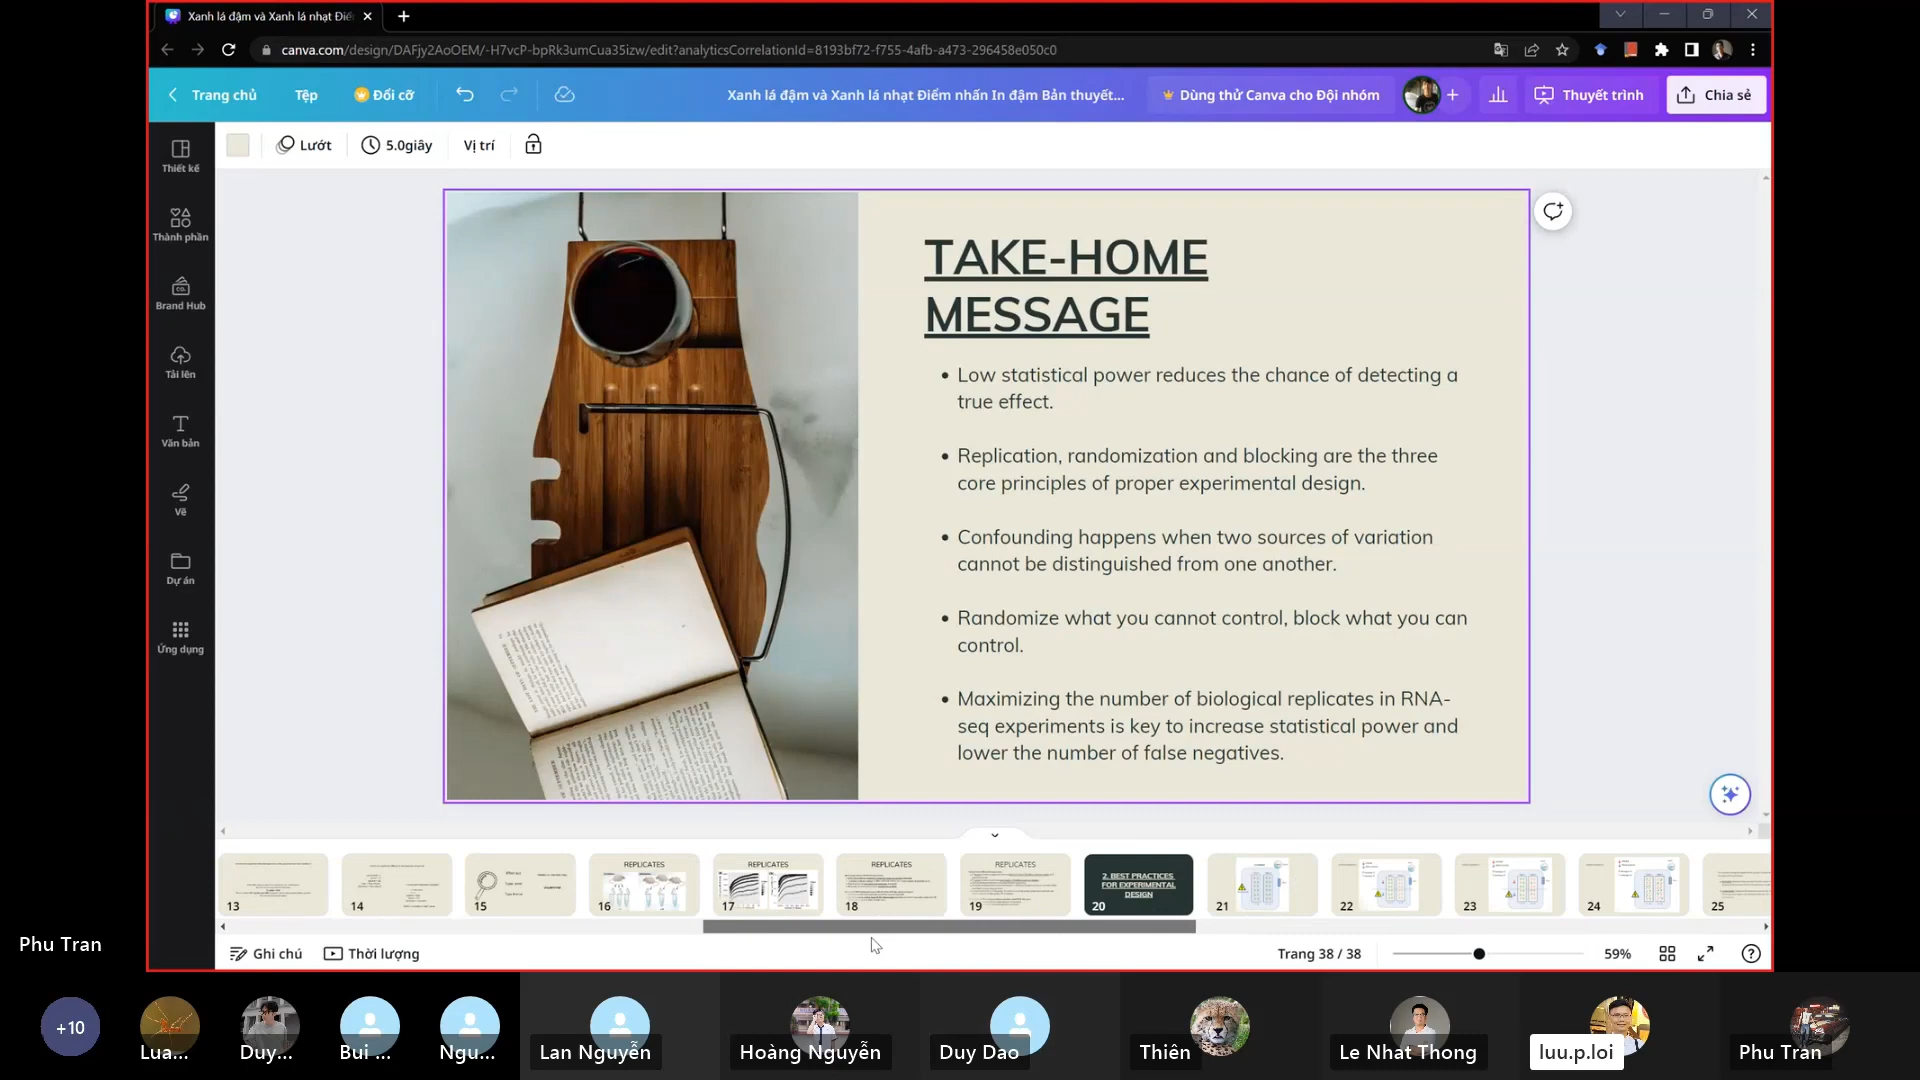 Xanh lá đậm và Xanh lá nhạt Điể
canva.com/design/DAFjy2AoOEM/-H7vcP-bpRk3umCua35izw/edit?analyticsCorrelationId=8193bf72-f755-4afb-a473-296458e050c0
Trang chủ
Tệp
Đổi cỡ
Xanh lá đậm và Xanh lá nhạt Điểm nhấn In đậm Bản thuyết...
Dùng thử Canva cho Đội nhóm
Thuyết trình
Chia sẻ
Lướt
5.0giây
Vị trí
Thiết kế
Thành phần
Brand Hub
Tải lên
Văn bản
Vẽ
Dự án
Ứng dụng
TAKE-HOME
MESSAGE
• Low statistical power reduces the chance of detecting a
true effect.
• Replication, randomization and blocking are the three
core principles of proper experimental design.
• Confounding happens when two sources of variation
cannot be distinguished from one another.
• Randomize what you cannot control, block what you can
control.
• Maximizing the number of biological replicates in RNA-
seq experiments is key to increase statistical power and
lower the number of false negatives.
13
14
15
REPLICATES
16
REPLICATES
17
REPLICATES
18
REPLICATES
19
2. BEST PRACTICES
FOR EXPERIMENTAL
DESIGN
20
21
22
23
24
25
Ghi chú
Thời lượng
Trang 38 / 38
59%
Phu Tran
+10
Lua...
Duy...
Bui ...
Ngu...
Lan Nguyễn
Hoàng Nguyễn
Duy Dao
Thiên
Le Nhat Thong
luu.p.loi
Phu Tran